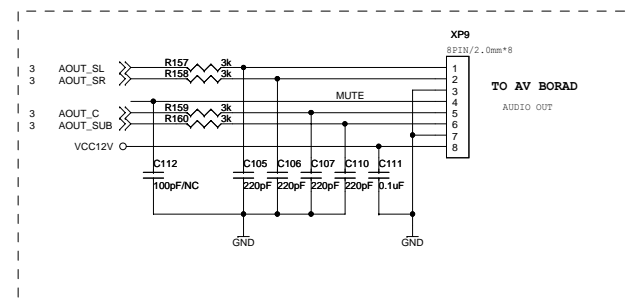 XP9
8PIN/2.0mm*8
3 AOUT_SL R157 3k 1
3 AOUT_SR R158 3k 2
3
MUTE 4
3 AOUT_C R159 3k 5
3 AOUT_SUB R160 3k 6
7
VCC12V 8
TO AV BORAD
AUDIO OUT
C112 C105 C106 C107 C110 C111
100pF/NC 220pF 220pF 220pF 220pF 0.1uF
GND GND